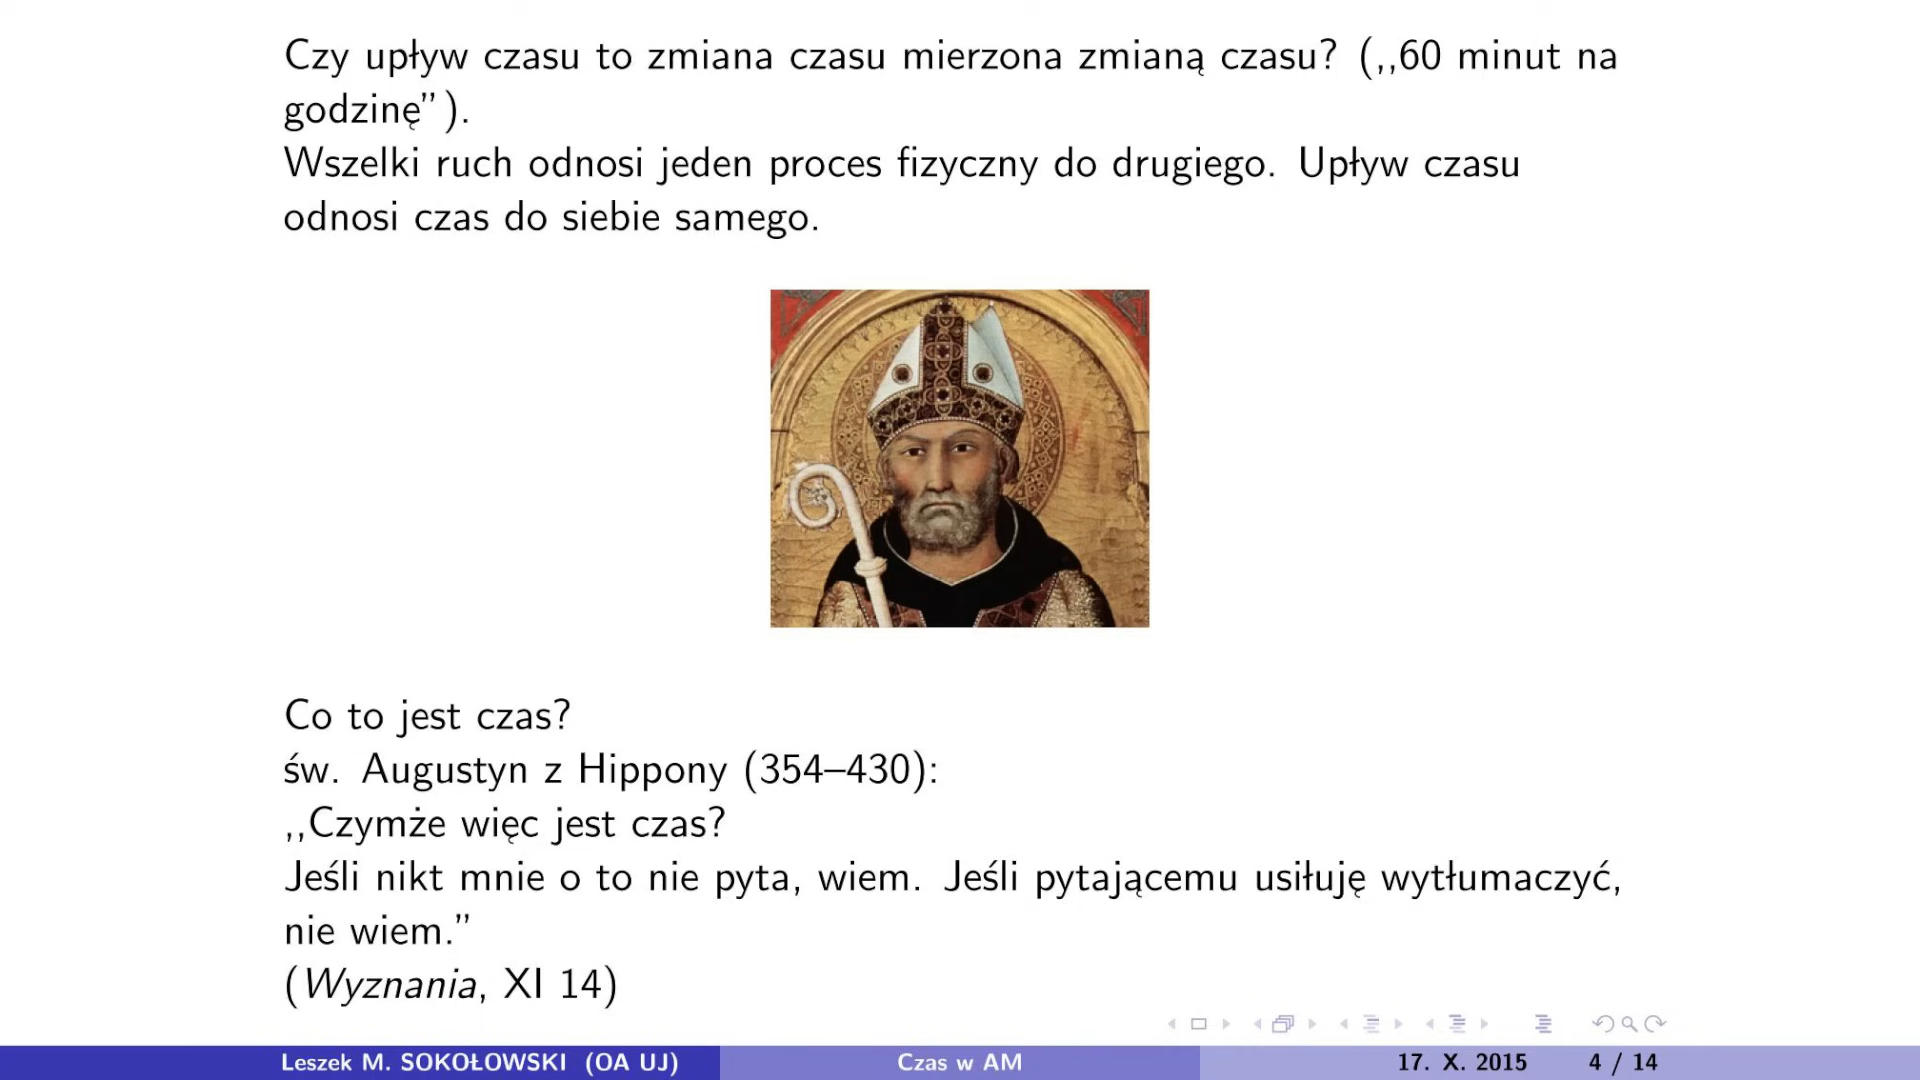 Czy upływ czasu to zmiana czasu mierzona zmianą czasu? (,,60 minut na
godzinę”).
Wszelki ruch odnosi jeden proces fizyczny do drugiego. Upływ czasu
odnosi czas do siebie samego.
Co to jest czas?
św. Augustyn z Hippony (354–430):
,,Czymże więc jest czas?
Jeśli nikt mnie o to nie pyta, wiem. Jeśli pytającemu usiłuję wytłumaczyć,
nie wiem.”
(Wyznania, XI 14)
Leszek M. SOKOŁOWSKI (OA UJ) Czas w AM 17. X. 2015 4 / 14